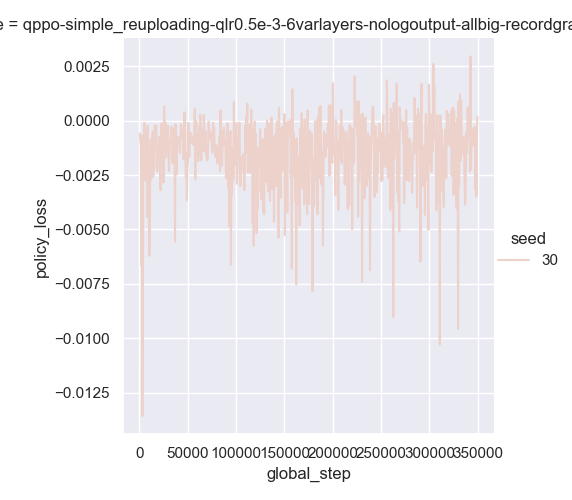 e = qppo-simple_reuploading-qlr0.5e-3-6varlayers-nologoutput-allbig-recordgra
0.0025
0.0000
−0.0025
−0.0050
−0.0075
−0.0100
−0.0125
policy_loss
0 50000 100000 150000 200000 250000 300000 350000
global_step
seed
30